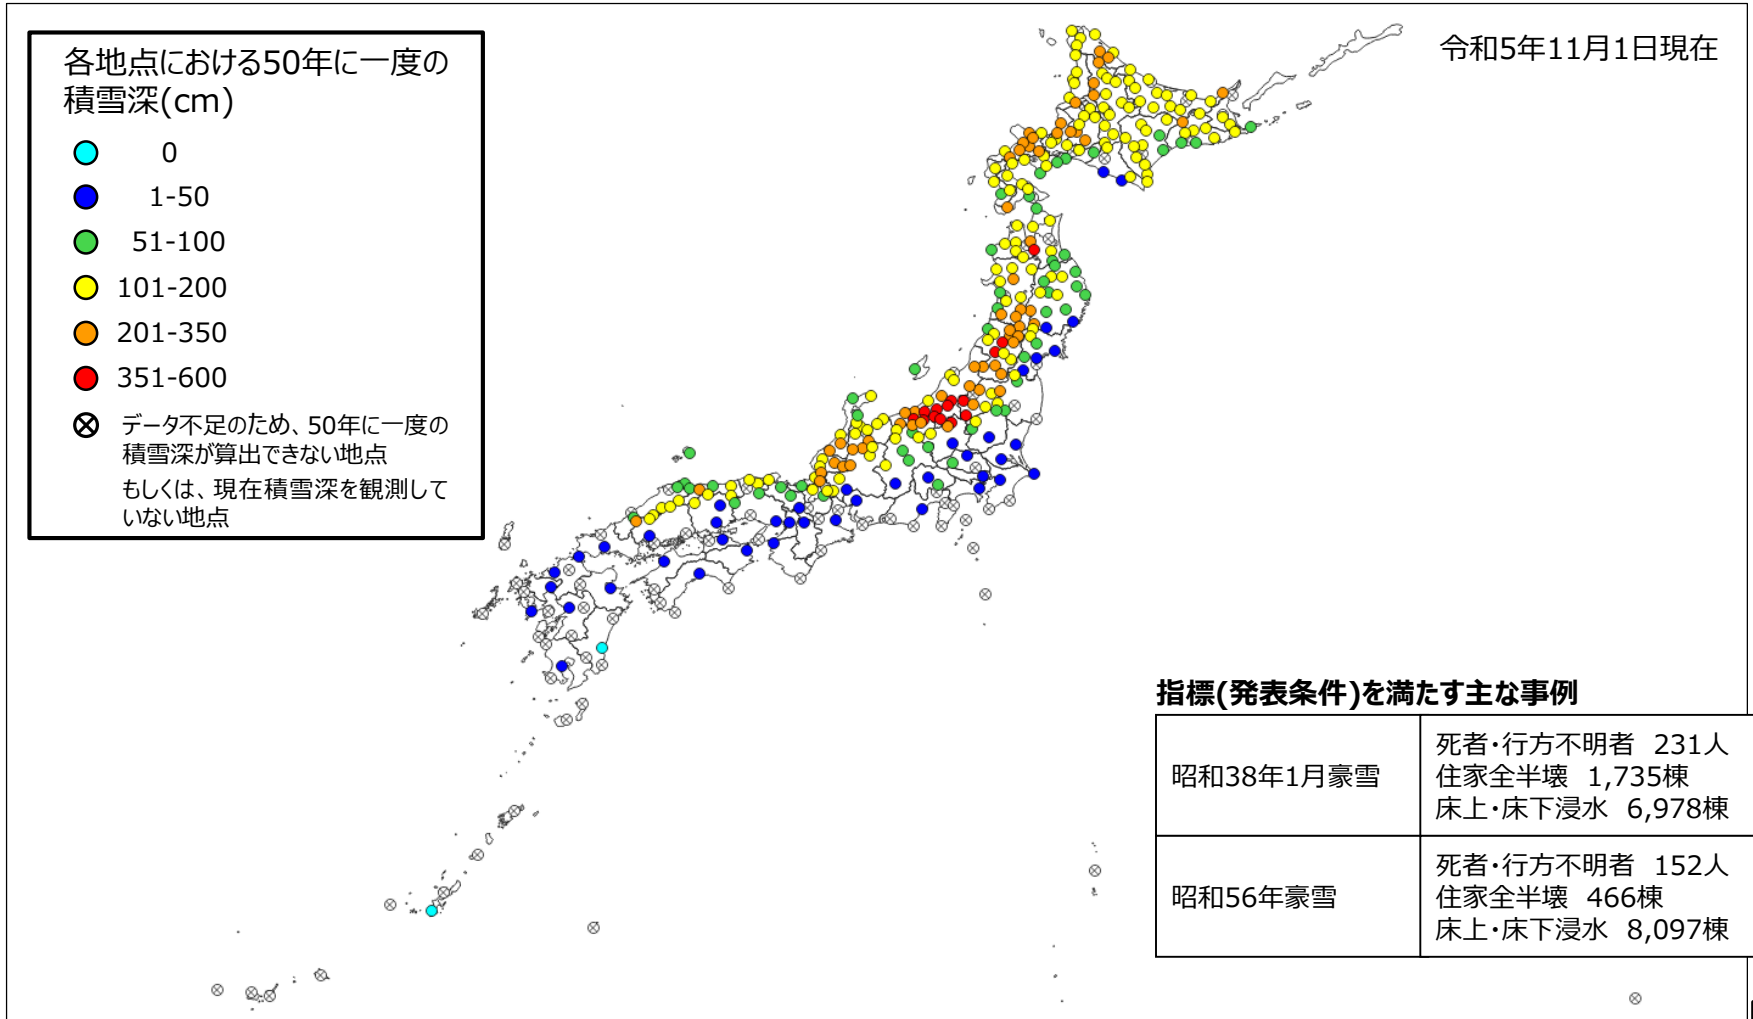 各地点における50年に一度の
積雪深(cm)
0
1-50
51-100
101-200
201-350
351-600
データ不足のため、50年に一度の
積雪深が算出できない地点
もしくは、現在積雪深を観測して
いない地点
令和5年11月1日現在
指標(発表条件)を満たす主な事例
昭和38年1月豪雪
死者・行方不明者 231人
住家全半壊 1,735棟
床上・床下浸水 6,978棟
昭和56年豪雪
死者・行方不明者 152人
住家全半壊 466棟
床上・床下浸水 8,097棟